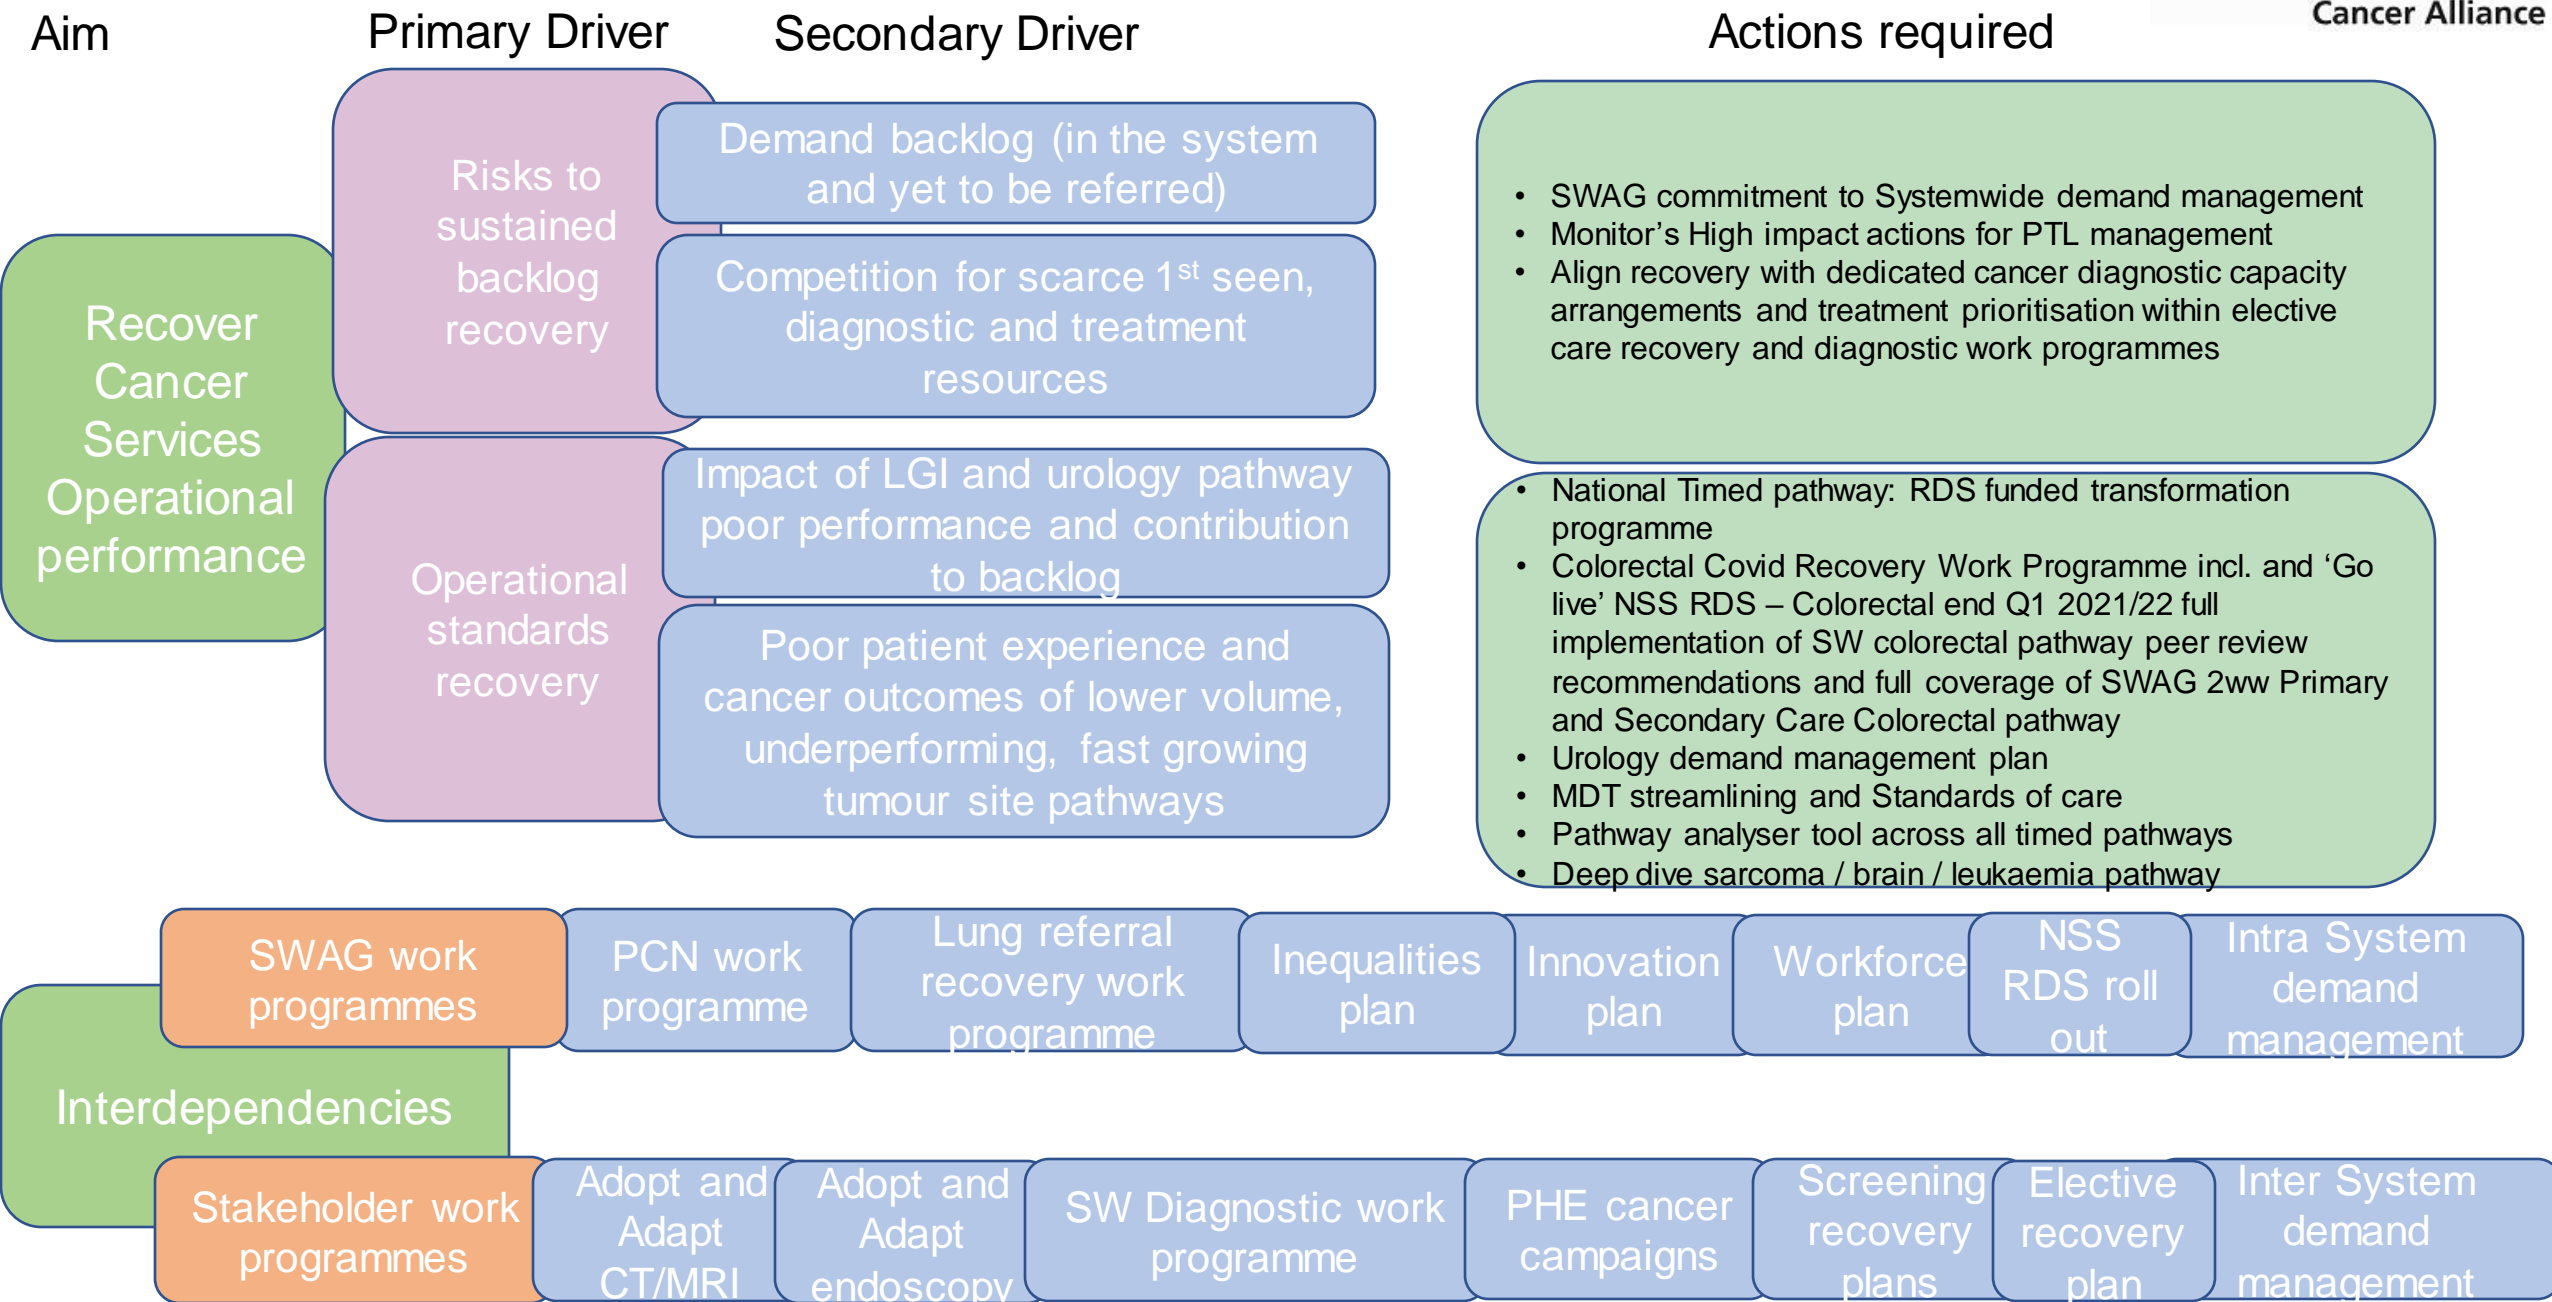 Aim
Primary Driver
Secondary Driver
Actions required
Cancer Alliance
Recover
Cancer
Services
Operational
performance
Risks to
sustained
backlog
recovery
Demand backlog (in the system
and yet to be referred)
Competition for scarce 1st seen,
diagnostic and treatment
resources
• SWAG commitment to Systemwide demand management
• Monitor’s High impact actions for PTL management
• Align recovery with dedicated cancer diagnostic capacity
arrangements and treatment prioritisation within elective
care recovery and diagnostic work programmes
Operational
standards
recovery
Impact of LGI and urology pathway
poor performance and contribution
to backlog
Poor patient experience and
cancer outcomes of lower volume,
underperforming, fast growing
tumour site pathways
• National Timed pathway: RDS funded transformation
programme
• Colorectal Covid Recovery Work Programme incl. and ‘Go
live’ NSS RDS – Colorectal end Q1 2021/22 full
implementation of SW colorectal pathway peer review
recommendations and full coverage of SWAG 2ww Primary
and Secondary Care Colorectal pathway
• Urology demand management plan
• MDT streamlining and Standards of care
• Pathway analyser tool across all timed pathways
• Deep dive sarcoma / brain / leukaemia pathway
Interdependencies
SWAG work
programmes
PCN work
programme
Lung referral
recovery work
programme
Inequalities
plan
Innovation
plan
Workforce
plan
NSS
RDS roll
out
Intra System
demand
management
Stakeholder work
programmes
Adopt and
Adapt
CT/MRI
Adopt and
Adapt
endoscopy
SW Diagnostic work
programme
PHE cancer
campaigns
Screening
recovery
plans
Elective
recovery
plan
Inter System
demand
management